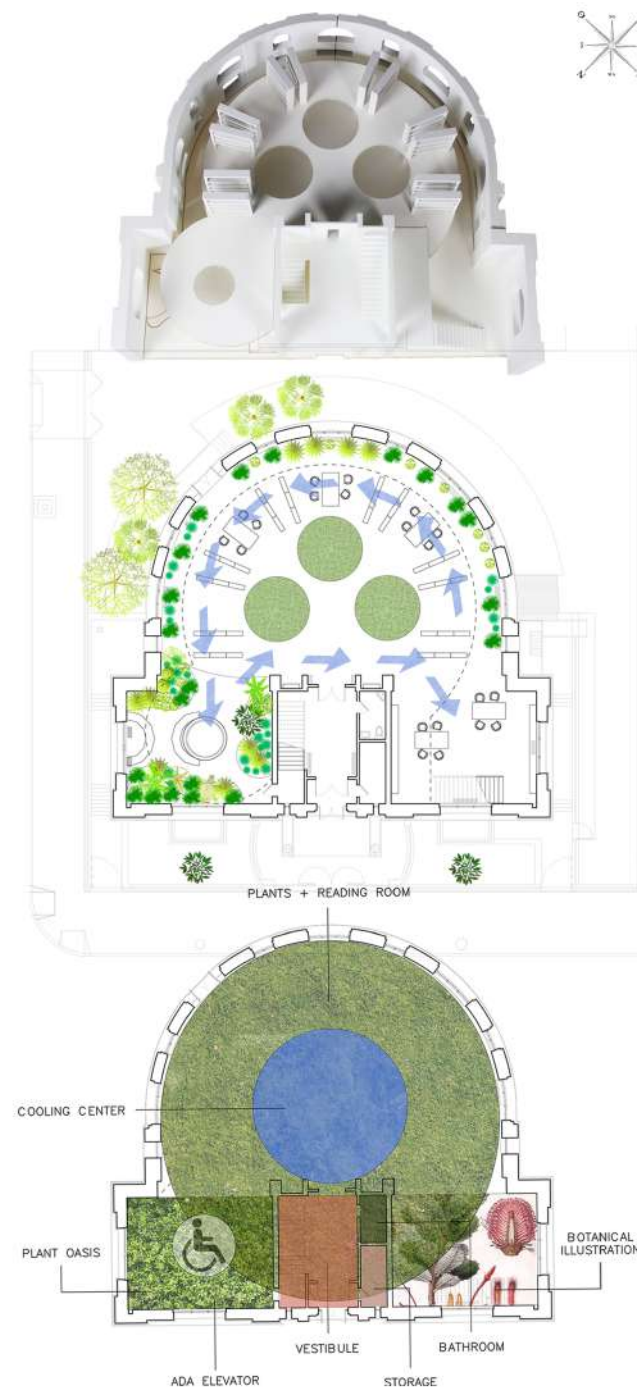 PLANTS + READING ROOM
COOLING CENTER
PLANT OASIS
BOTANICAL
ILLUSTRATION
VESTIBULE
BATHROOM
ADA ELEVATOR
STORAGE